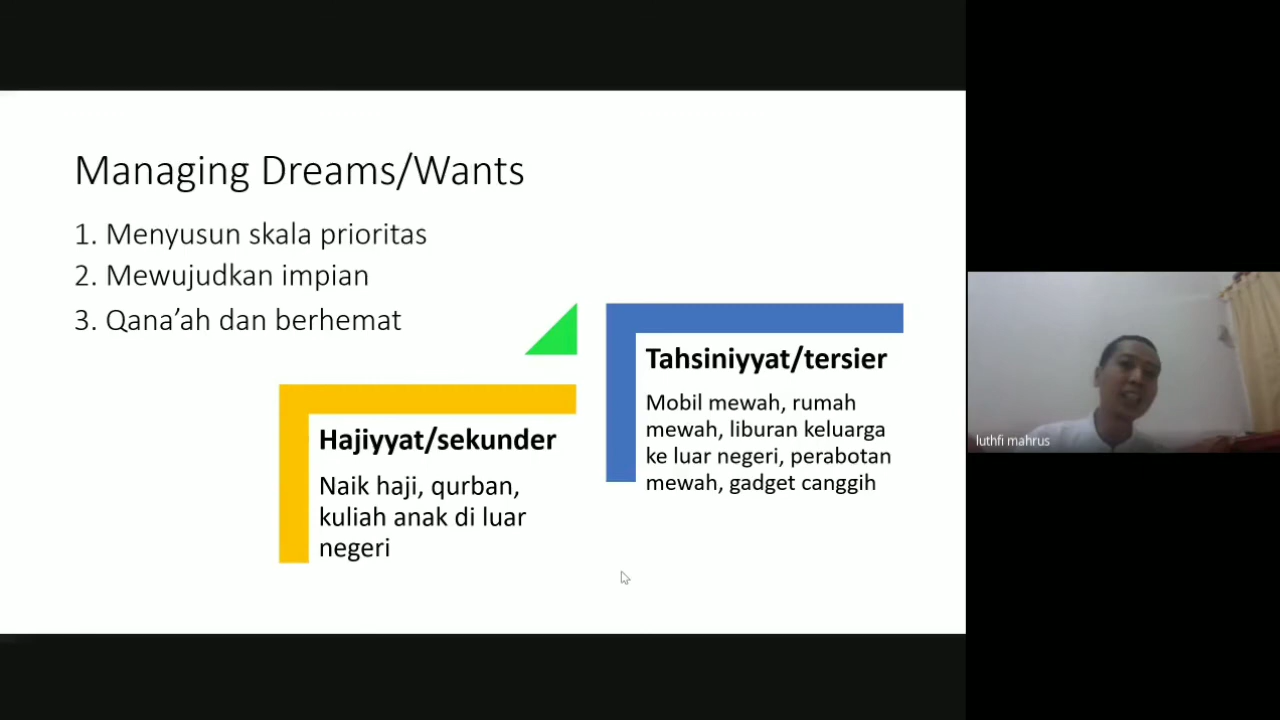 Managing Dreams/Wants
1. Menyusun skala prioritas
2. Mewujudkan impian
3. Qana’ah dan berhemat
Hajiyyat/sekunder
Naik haji, qurban,
kuliah anak di luar
negeri
Tahsiniyyat/tersier
Mobil mewah, rumah
mewah, liburan keluarga
ke luar negeri, perabotan
mewah, gadget canggih
luthfi mahrus